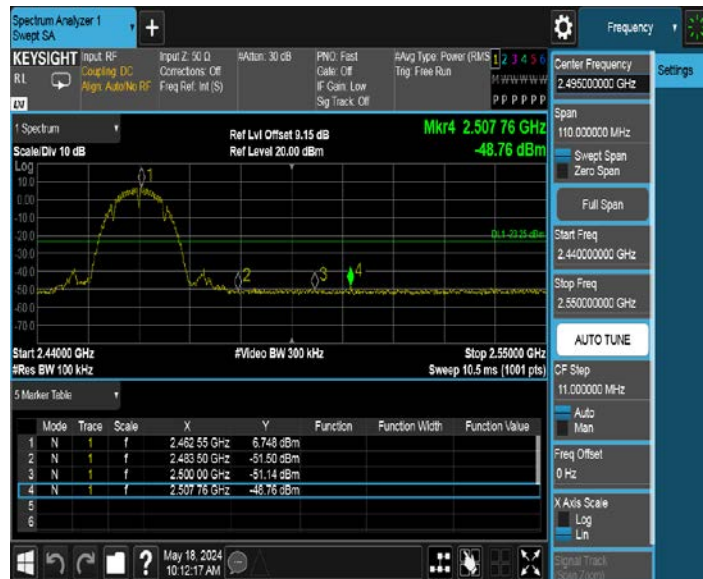 Spectrum Analyzer 1
Swept SA
+
Frequency
KEYSIGHT
RL
Input: RF
Coupling: DC
Align: Auto/No RF
Input Z: 50 Ω
Corrections: Off
Freq Ref: Int (S)
#Atten: 30 dB
PNO: Fast
Gate: Off
IF Gain: Low
Sig Track: Off
#Avg Type: Power (RMS
Trig: Free Run
1 2 3 4 5 6
M W W W W W
P P P P P P
Center Frequency
2.495000000 GHz
Settings
Span
110.000000 MHz
Swept Span
Zero Span
Full Span
Start Freq
2.440000000 GHz
Stop Freq
2.550000000 GHz
AUTO TUNE
CF Step
11.000000 MHz
Auto
Man
Freq Offset
0 Hz
X Axis Scale
Log
Lin
Signal Track
(Span Zoom)
1 Spectrum
Scale/Div 10 dB
Ref Lvl Offset 9.15 dB
Ref Level 20.00 dBm
Mkr4 2.507 76 GHz
-48.76 dBm
Log
10.0
0.00
-10.0
-20.0
-30.0
-40.0
-50.0
-60.0
-70.0
1
2
3
4
DL1 -23.25 dBm
Start 2.44000 GHz
#Res BW 100 kHz
#Video BW 300 kHz
Stop 2.55000 GHz
Sweep 10.5 ms (1001 pts)
5 Marker Table
Mode Trace Scale X Y Function Function Width Function Value
1 N 1 f 2.462 55 GHz 6.748 dBm
2 N 1 f 2.483 50 GHz -51.50 dBm
3 N 1 f 2.500 00 GHz -51.14 dBm
4 N 1 f 2.507 76 GHz -48.76 dBm
5
6
?
May 18, 2024
10:12:17 AM